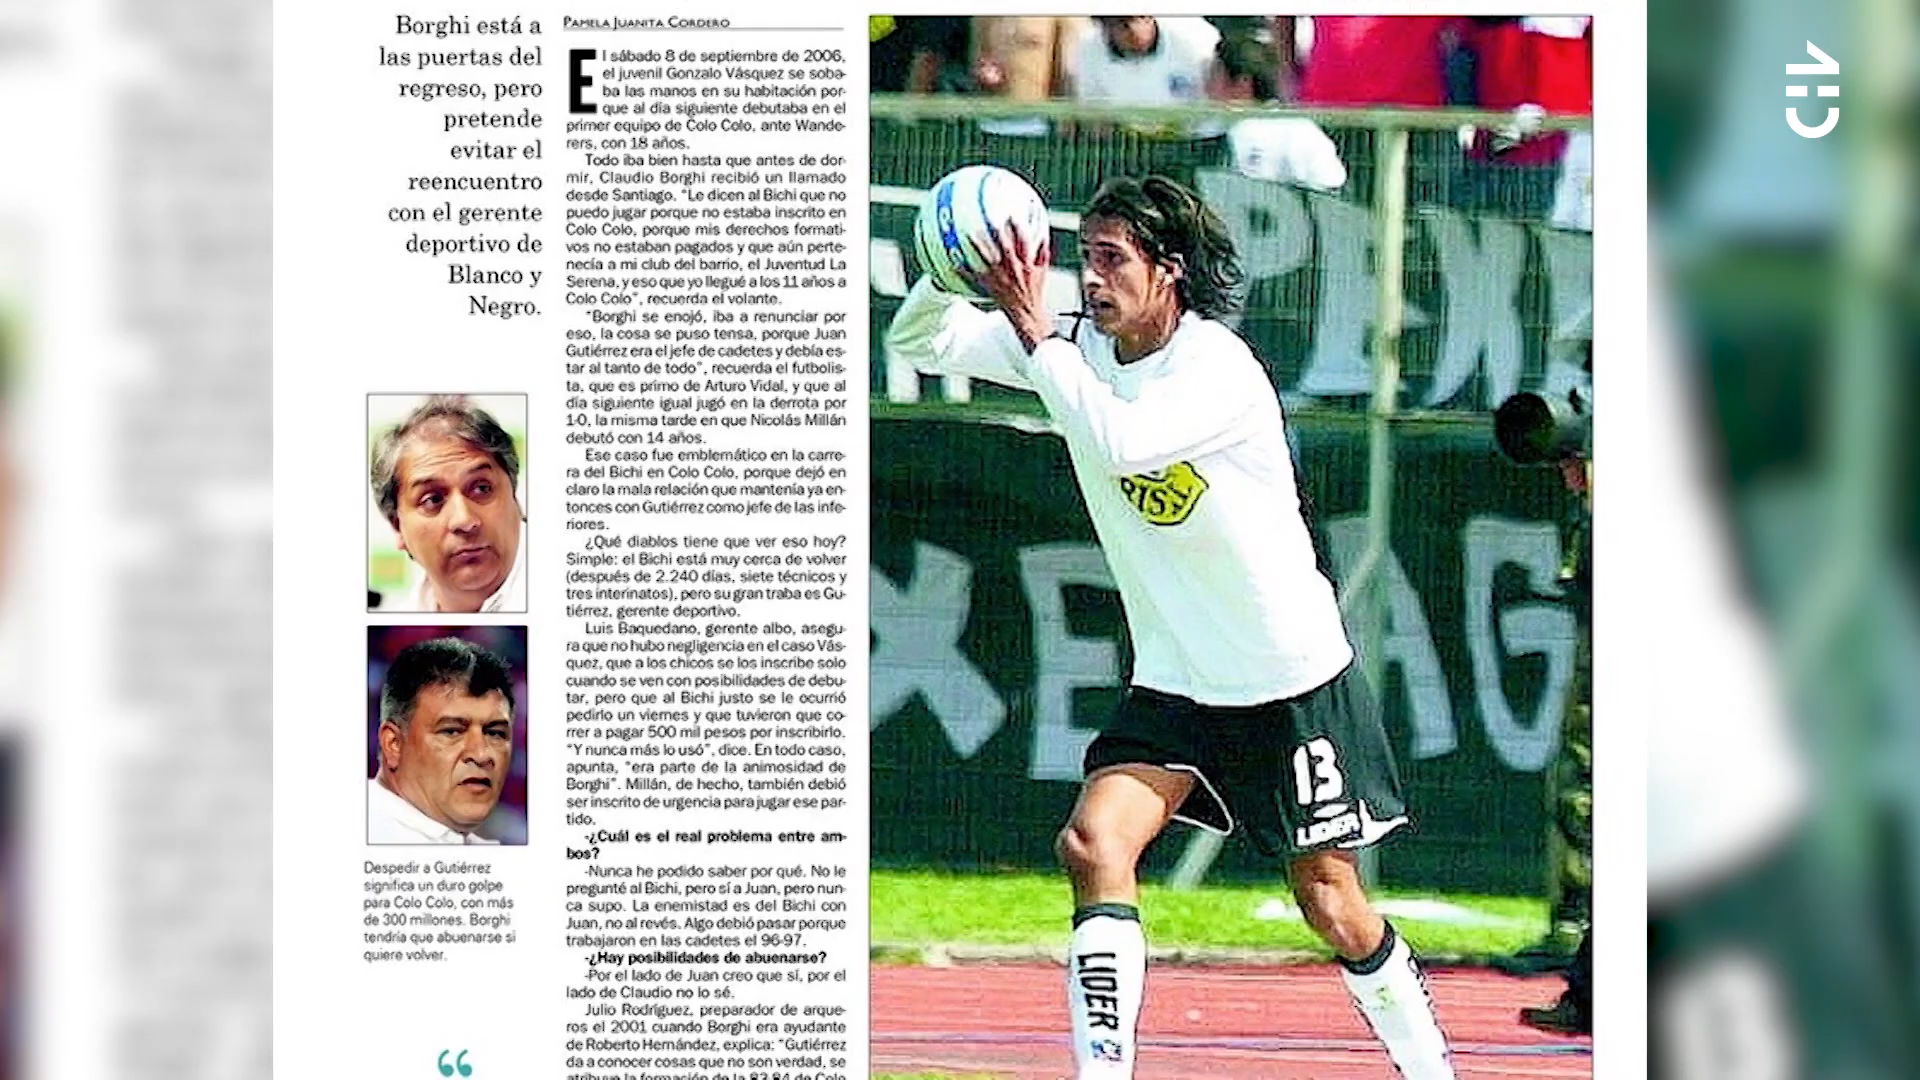 Borghi está a
las puertas del
regreso, pero
pretende
evitar el
reencuentro
con el gerente
deportivo de
Blanco y
Negro.
Despedir a Gutiérrez
significa un duro golpe
para Colo Colo, con más
de 300 millones. Borghi
tendría que abuenarse si
quiere volver.
“
PAMELA JUANITA CORDERO
El sábado 8 de septiembre de 2006,
el juvenil Gonzalo Vásquez se soba-
ba las manos en su habitación por-
que al día siguiente debutaba en el
primer equipo de Colo Colo, ante Wande-
rers, con 18 años.
Todo iba bien hasta que antes de dor-
mir, Claudio Borghi recibió un llamado
desde Santiago. "Le dicen al Bichi que no
puedo jugar porque no estaba inscrito en
Colo Colo, porque mis derechos formati-
vos no estaban pagados y que aún perte-
necía a mi club del barrio, el Juventud La
Serena, y eso que yo llegué a los 11 años a
Colo Colo", recuerda el volante.
"Borghi se enojó, iba a renunciar por
eso, la cosa se puso tensa, porque Juan
Gutiérrez era el jefe de cadetes y debía es-
tar al tanto de todo", recuerda el futbolis-
ta, que es primo de Arturo Vidal, y que al
día siguiente igual jugó en la derrota por
1-0, la misma tarde en que Nicolás Millán
debutó con 14 años.
Ese caso fue emblemático en la carre-
ra del Bichi en Colo Colo, porque dejó en
claro la mala relación que mantenía ya en-
tonces con Gutiérrez como jefe de las infe-
riores.
¿Qué diablos tiene que ver eso hoy?
Simple: el Bichi está muy cerca de volver
(después de 2.240 días, siete técnicos y
tres interinatos), pero su gran traba es Gu-
tiérrez, gerente deportivo.
Luis Baquedano, gerente albo, asegu-
ra que no hubo negligencia en el caso Vás-
quez, que a los chicos se los inscribe solo
cuando se ven con posibilidades de debu-
tar, pero que al Bichi justo se le ocurrió
pedirlo un viernes y que tuvieron que co-
rrer a pagar 500 mil pesos por inscribirlo.
"Y nunca más lo usó", dice. En todo caso,
apunta, "era parte de la animosidad de
Borghi". Millán, de hecho, también debió
ser inscrito de urgencia para jugar ese par-
tido.
-¿Cuál es el real problema entre am-
bos?
-Nunca he podido saber por qué. No le
pregunté al Bichi, pero sí a Juan, pero nun-
ca supo. La enemistad es del Bichi con
Juan, no al revés. Algo debió pasar porque
trabajaron en las cadetes el 96-97.
-¿Hay posibilidades de abuenarse?
-Por el lado de Juan creo que sí, por el
lado de Claudio no lo sé.
Julio Rodríguez, preparador de arque-
ros el 2001 cuando Borghi era ayudante
de Roberto Hernández, explica: "Gutiérrez
da a conocer cosas que no son verdad, se
atribuye la formación de la 83-84 de Colo
13
LIDER
LIDER
CHV